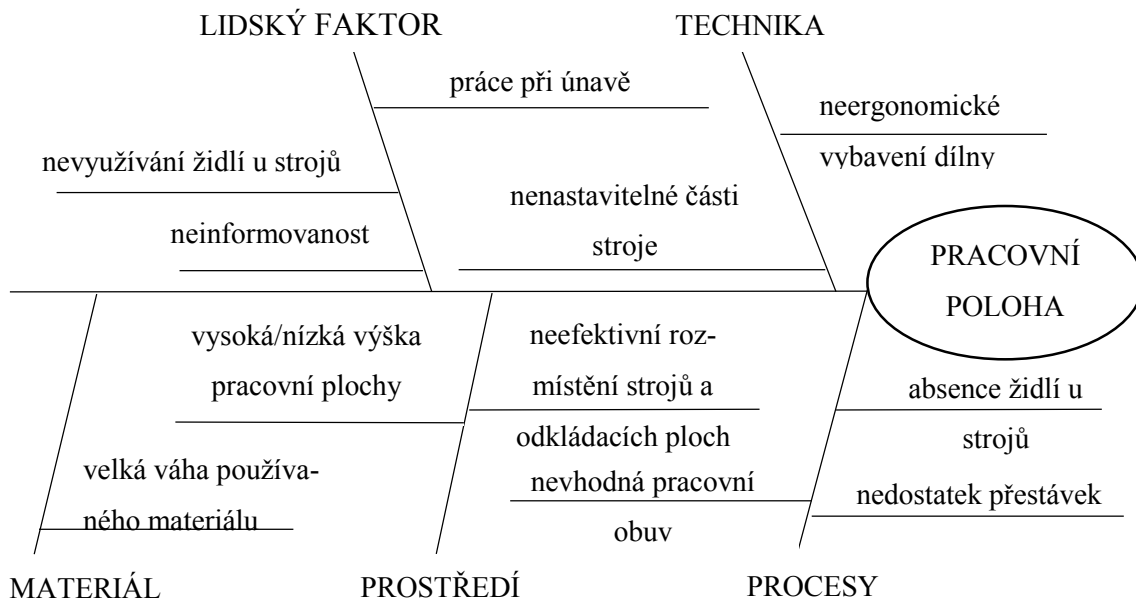 LIDSKÝ FAKTOR
TECHNIKA
práce při únavě
neergonomické
vybavení dílny
nevyužívání židlí u strojů
nenastavitelné části
stroje
neinformovanost
PRACOVNÍ
POLOHA
vysoká/nízká výška
pracovní plochy
neefektivní roz-
místění strojů a
odkládacích ploch
absence židlí u
strojů
velká váha používa-
ného materiálu
nevhodná pracovní
obuv
nedostatek přestávek
MATERIÁL
PROSTŘEDÍ
PROCESY